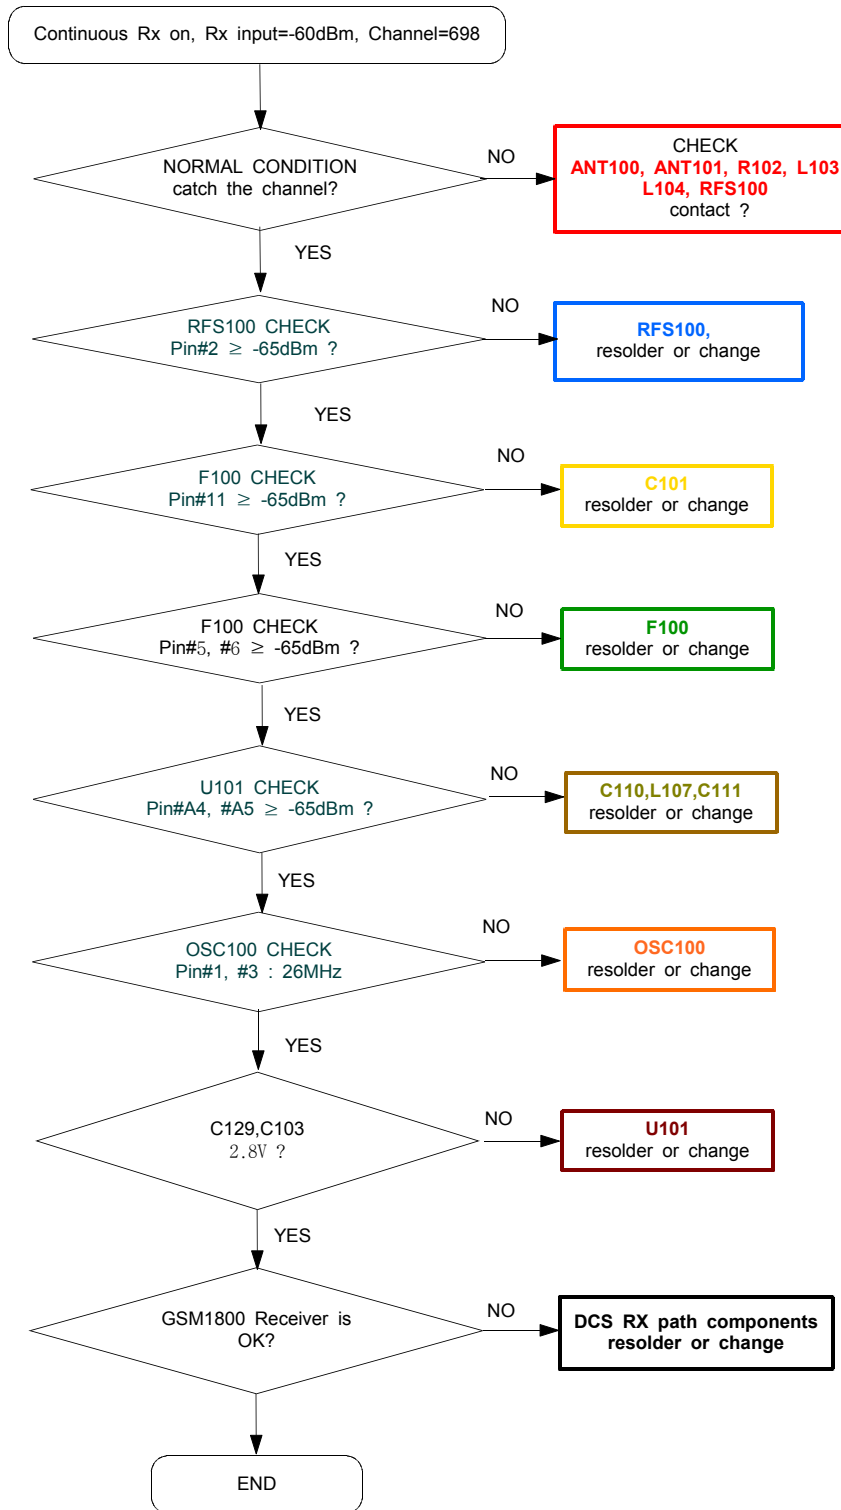 Continuous Rx on, Rx input=-60dBm, Channel=698
NORMAL CONDITION
catch the channel?
NO
CHECK
ANT100, ANT101, R102, L103
L104, RFS100
contact ?
YES
RFS100 CHECK
Pin#2 ≥ -65dBm ?
NO
RFS100,
resolder or change
YES
F100 CHECK
Pin#11 ≥ -65dBm ?
NO
C101
resolder or change
YES
F100 CHECK
Pin#5, #6 ≥ -65dBm ?
NO
F100
resolder or change
YES
U101 CHECK
Pin#A4, #A5 ≥ -65dBm ?
NO
C110,L107,C111
resolder or change
YES
OSC100 CHECK
Pin#1, #3 : 26MHz
NO
OSC100
resolder or change
YES
C129,C103
2.8V ?
NO
U101
resolder or change
YES
GSM1800 Receiver is
OK?
NO
DCS RX path components
resolder or change
END